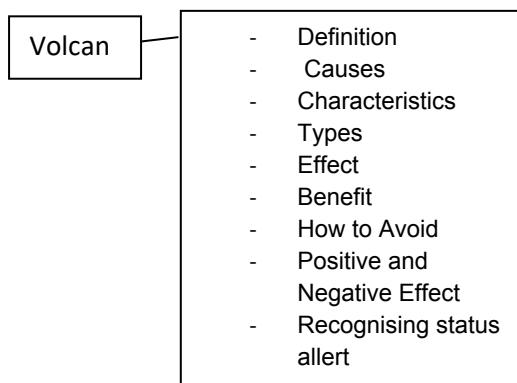 Volcan
- Definition
- Causes
- Characteristics
- Types
- Effect
- Benefit
- How to Avoid
- Positive and
Negative Effect
- Recognising status
allert